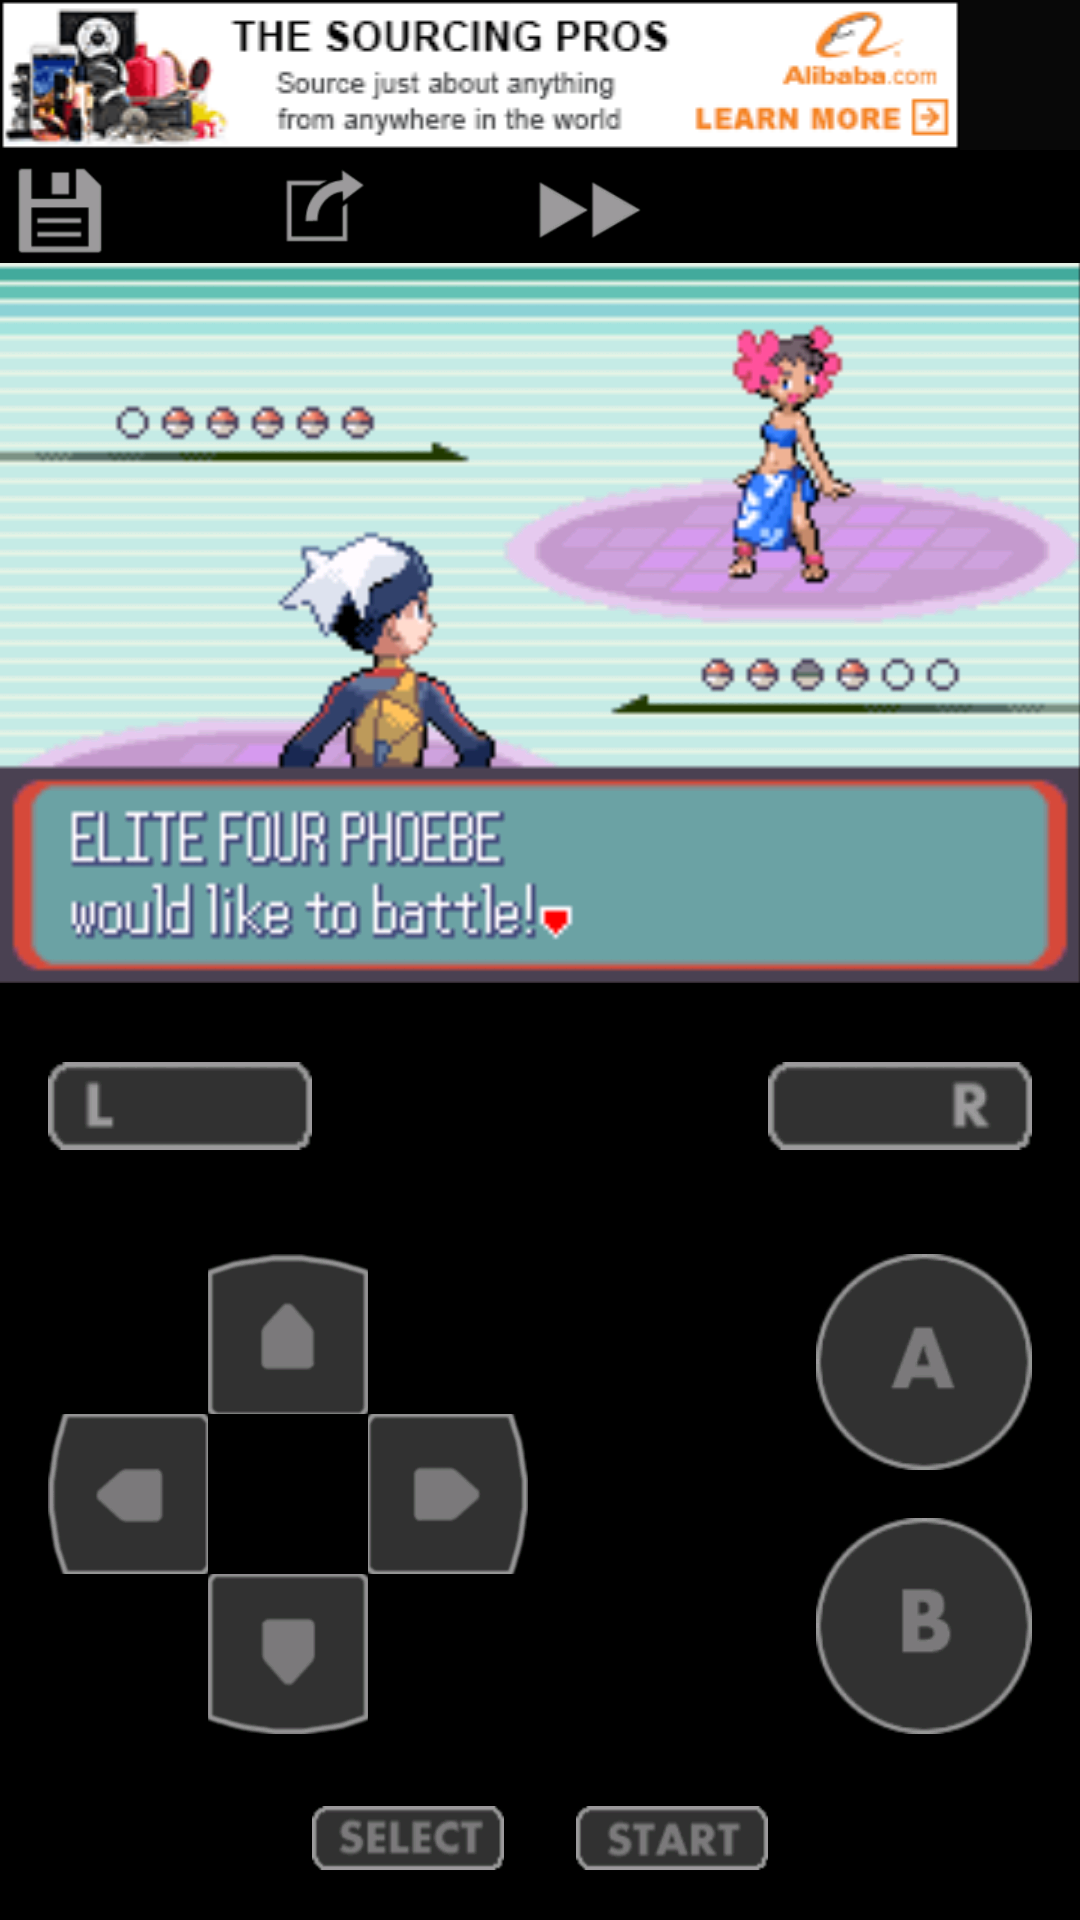 THE SOURCING PROS
Source just about anything
from anywhere in the world
Alibaba.com
LEARN MORE
ELITE FOUR PHOEBE
would like to battle!
L
R
A
B
SELECT
START